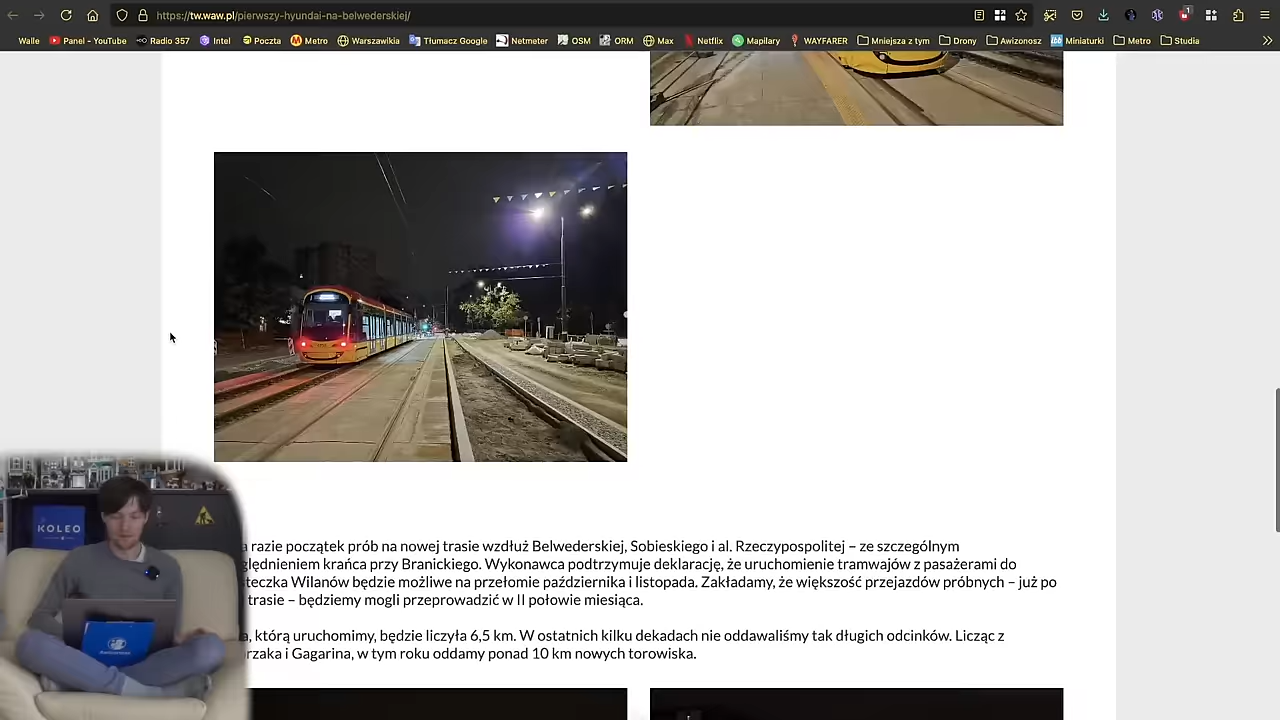 https://tw.waw.pl/pierwszy-hyundai-na-belwederskiej/
Walle Panel - YouTube Radio 357 Intel Poczta Metro Warszawikia Tłumacz Google Netmeter OSM ORM Max Netflix Mapilary WAYFARER Mniejsza z tym Drony Awizonosz Miniaturki Metro Studia
razie początek prób na nowej trasie wzdłuż Belwederskiej, Sobieskiego i al. Rzeczypospolitej – ze szczególnym
ględnieniem krańca przy Branickiego. Wykonawca podtrzymuje deklarację, że uruchomienie tramwajów z pasażerami do
steczka Wilanów będzie możliwe na przełomie października i listopada. Zakładamy, że większość przejazdów próbnych – już po
trasie – będziemy mogli przeprowadzić w II połowie miesiąca.
a, którą uruchomimy, będzie liczyła 6,5 km. W ostatnich kilku dekadach nie oddawaliśmy tak długich odcinków. Licząc z
rzaka i Gagarina, w tym roku oddamy ponad 10 km nowych torowiska.
KOLEO